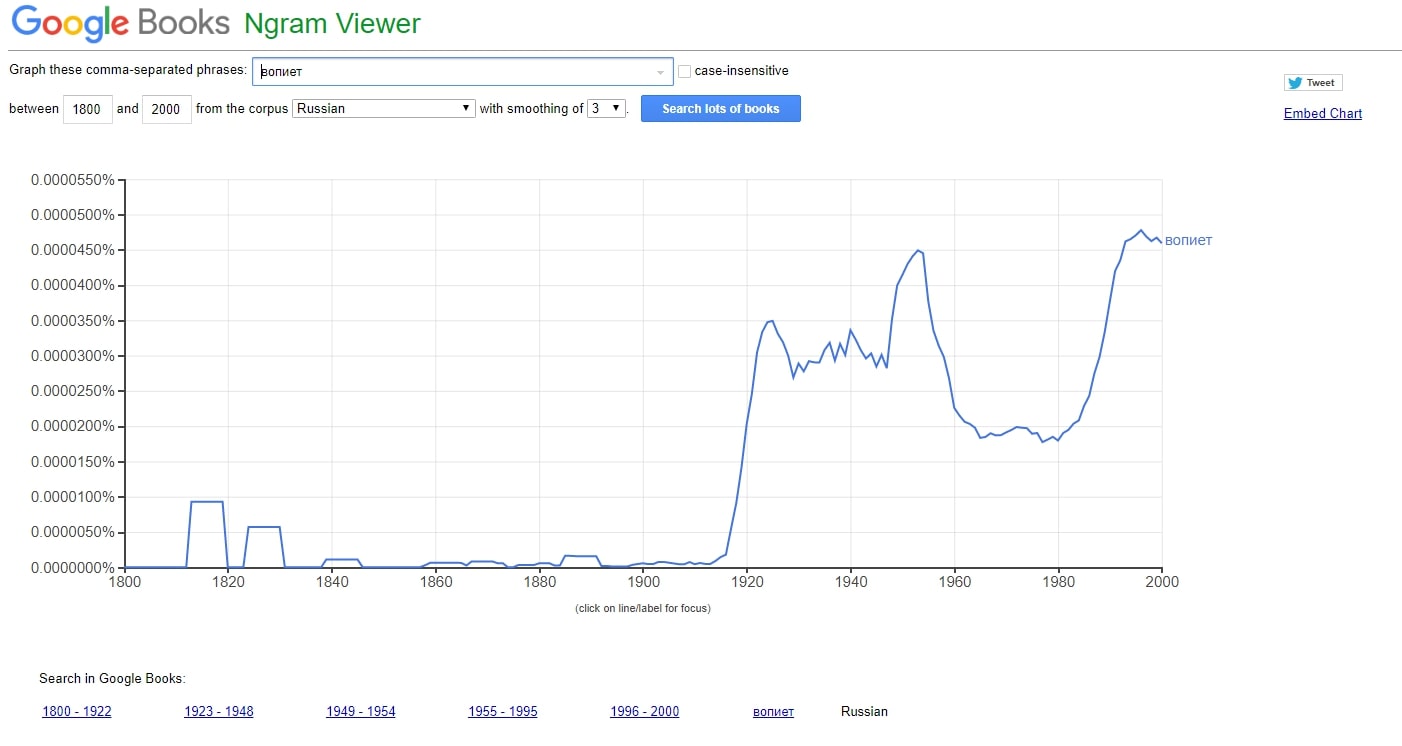 Google Books Ngram Viewer
Graph these comma-separated phrases: вопиет case-insensitive
between 1800 and 2000 from the corpus Russian with smoothing of 3 . Search lots of books
Tweet
Embed Chart
0.0000550%
0.0000500%
0.0000450%
0.0000400%
0.0000350%
0.0000300%
0.0000250%
0.0000200%
0.0000150%
0.0000100%
0.0000050%
0.0000000%
вопиет
1800 1820 1840 1860 1880 1900 1920 1940 1960 1980 2000
(click on line/label for focus)
Search in Google Books:
1800 - 1922 1923 - 1948 1949 - 1954 1955 - 1995 1996 - 2000 вопиет Russian